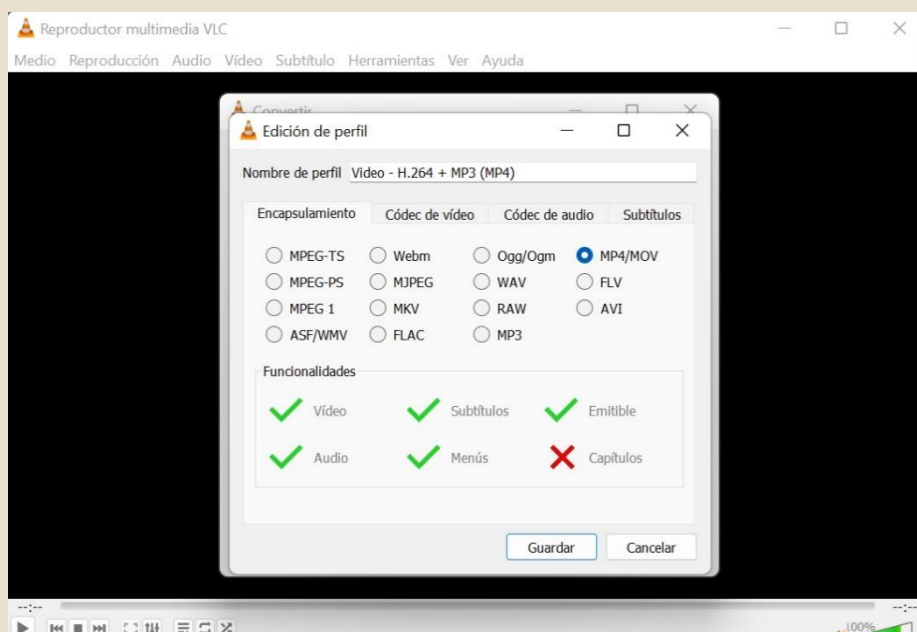 Reproductor multimedia VLC
Medio Reproducción Audio Vídeo Subtítulo Herramientas Ver Ayuda
Convertir
Edición de perfil
Nombre de perfil Video - H.264 + MP3 (MP4)
Encapsulamiento Códec de vídeo Códec de audio Subtítulos
MPEG-TS Webm Ogg/Ogm MP4/MOV
MPEG-PS MJPEG WAV FLV
MPEG 1 MKV RAW AVI
ASF/WMV FLAC MP3
Funcionalidades
Vídeo Subtítulos Emitible
Audio Menús Capítulos
Guardar Cancelar
--:-- --:--
100%